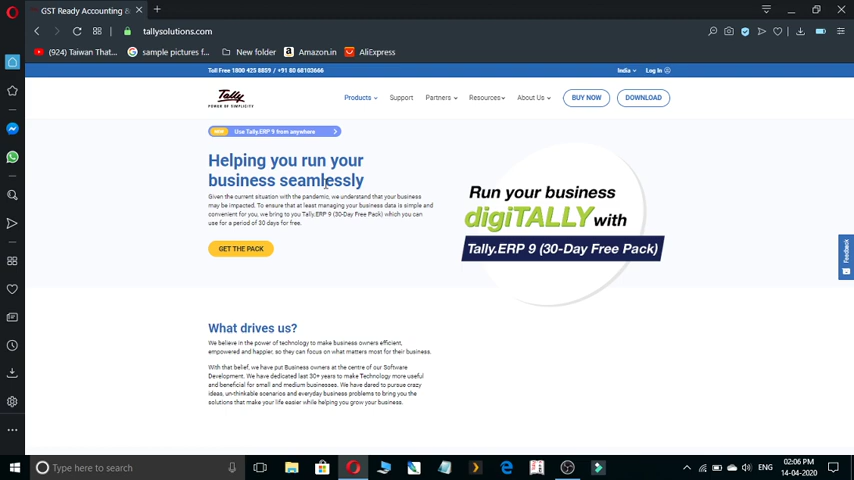 GST Ready Accounting &
tallysolutions.com
(924) Taiwan That...
sample pictures f...
New folder
Amazon.in
AliExpress
Toll Free 1800 425 8859 / +91 80 68103666
India
Log In
Tally
POWER OF SIMPLICITY
Products
Support
Partners
Resources
About Us
BUY NOW
DOWNLOAD
NEW
Use Tally.ERP 9 from anywhere
Helping you run your
business seamlessly
Given the current situation with the pandemic, we understand that your business
may be impacted. To ensure that at least managing your business data is simple and
convenient for you, we bring to you Tally.ERP 9 (30-Day Free Pack) which you can
use for a period of 30 days for free.
GET THE PACK
Run your business
digiTALLY with
Tally.ERP 9 (30-Day Free Pack)
Feedback
What drives us?
We believe in the power of technology to make business owners efficient,
empowered and happier, so they can focus on what matters most for their business.
With that belief, we have put Business owners at the centre of our Software
Development. We have dedicated last 30+ years to make Technology more useful
and beneficial for small and medium businesses. We have dared to pursue crazy
ideas, un-thinkable scenarios and everyday business problems to bring you the
solutions that make your life easier while helping you grow your business.
Type here to search
ENG
02:06 PM
14-04-2020